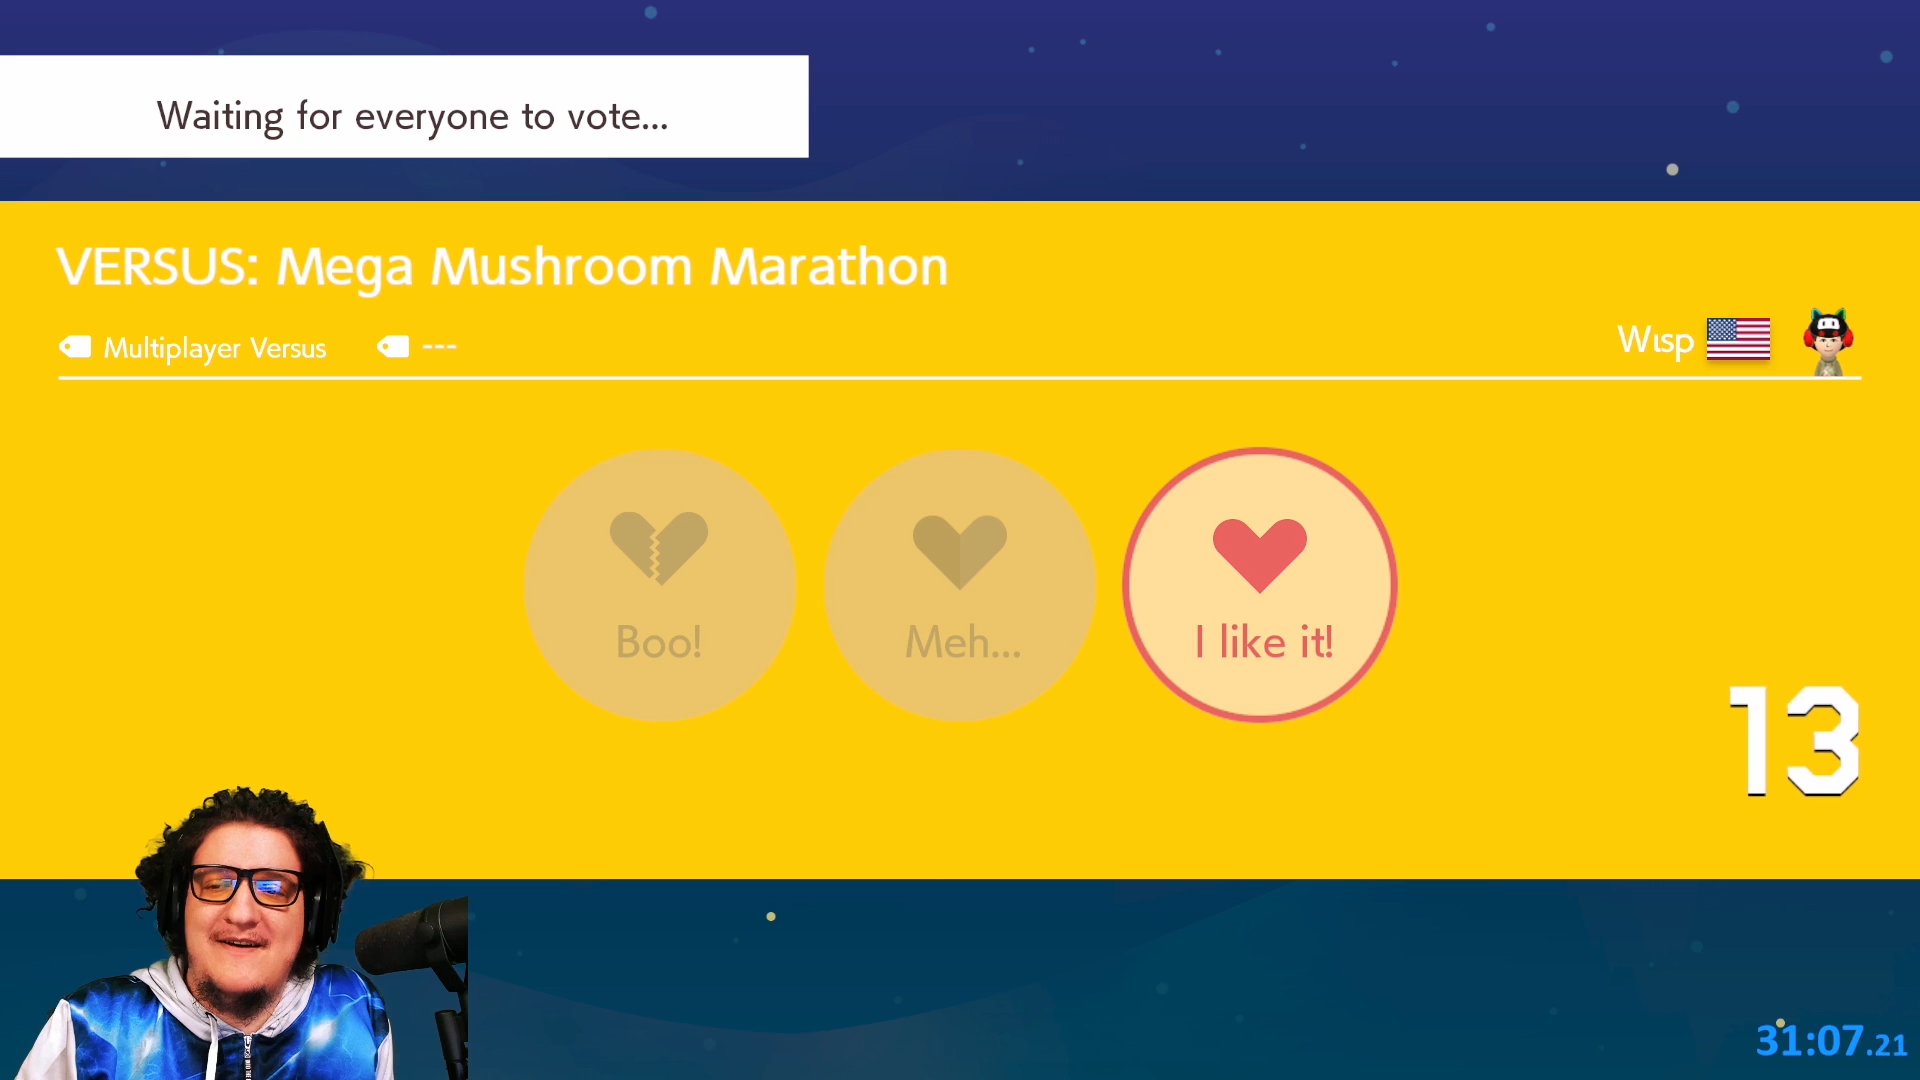 Waiting for everyone to vote...
VERSUS: Mega Mushroom Marathon
Multiplayer Versus ---
Wısp
Boo!
Meh...
I like it!
13
31:07.21